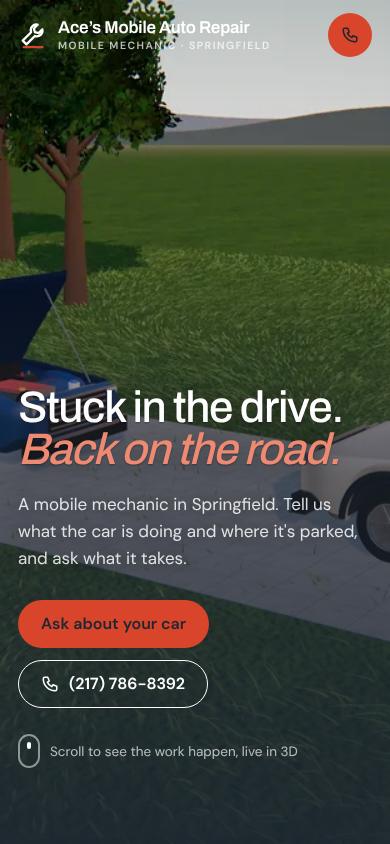 Ace's Mobile Auto Repair
MOBILE MECHANIC · SPRINGFIELD
Stuck in the drive.
Back on the road.
A mobile mechanic in Springfield. Tell us
what the car is doing and where it's parked,
and ask what it takes.
Ask about your car
(217) 786-8392
Scroll to see the work happen, live in 3D